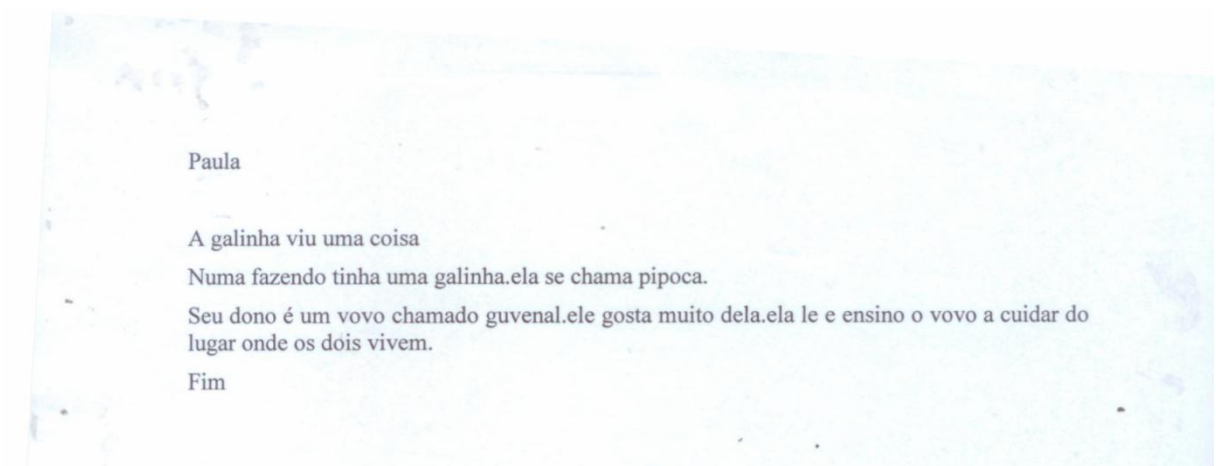 Paula
A galinha viu uma coisa
Numa fazendo tinha uma galinha.ela se chama pipoca.
Seu dono é um vovo chamado guvenal.ele gosta muito dela.ela le e ensino o vovo a cuidar do
lugar onde os dois vivem.
Fim